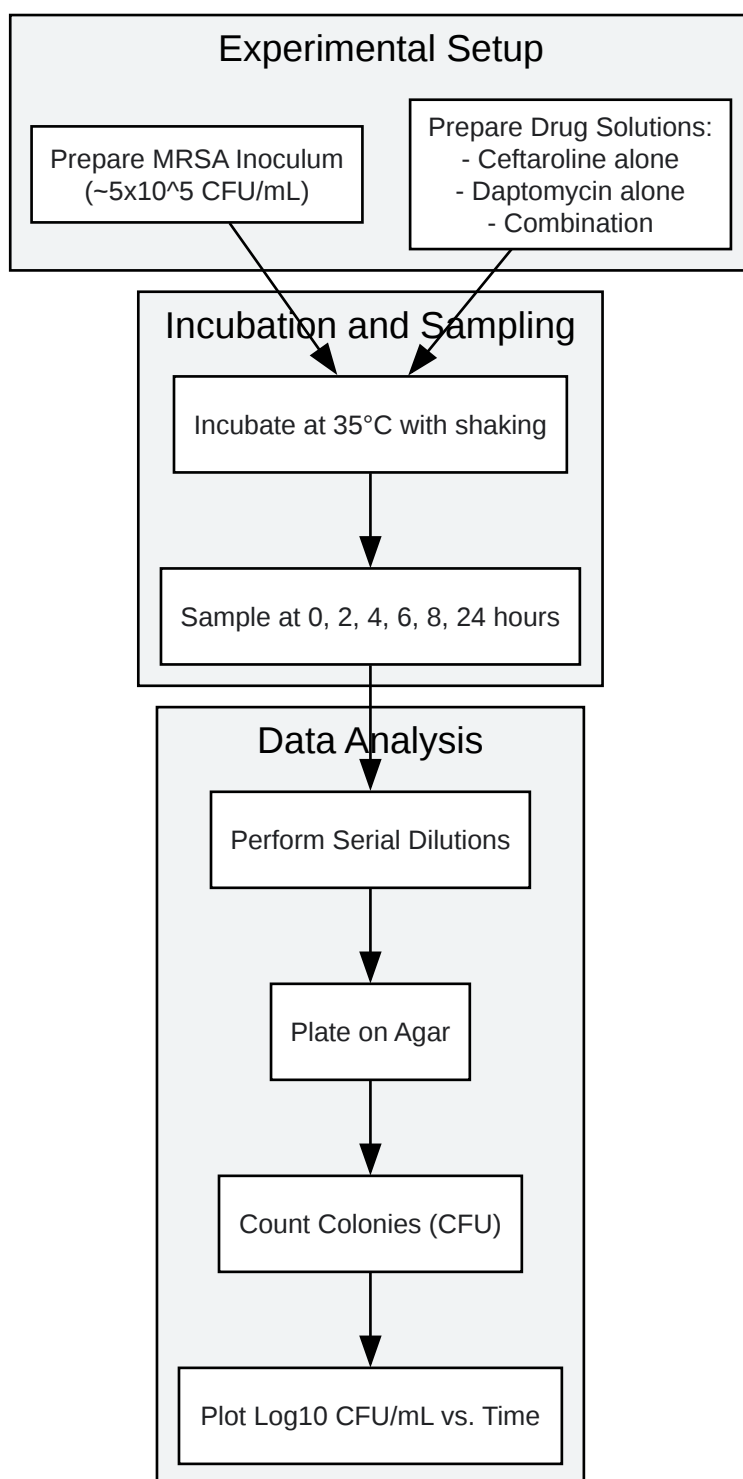 Experimental Setup
Prepare MRSA Inoculum
(~5x10^5 CFU/mL)
Prepare Drug Solutions:
- Ceftaroline alone
- Daptomycin alone
- Combination
Incubation and Sampling
Incubate at 35°C with shaking
Sample at 0, 2, 4, 6, 8, 24 hours
Data Analysis
Perform Serial Dilutions
Plate on Agar
Count Colonies (CFU)
Plot Log10 CFU/mL vs. Time